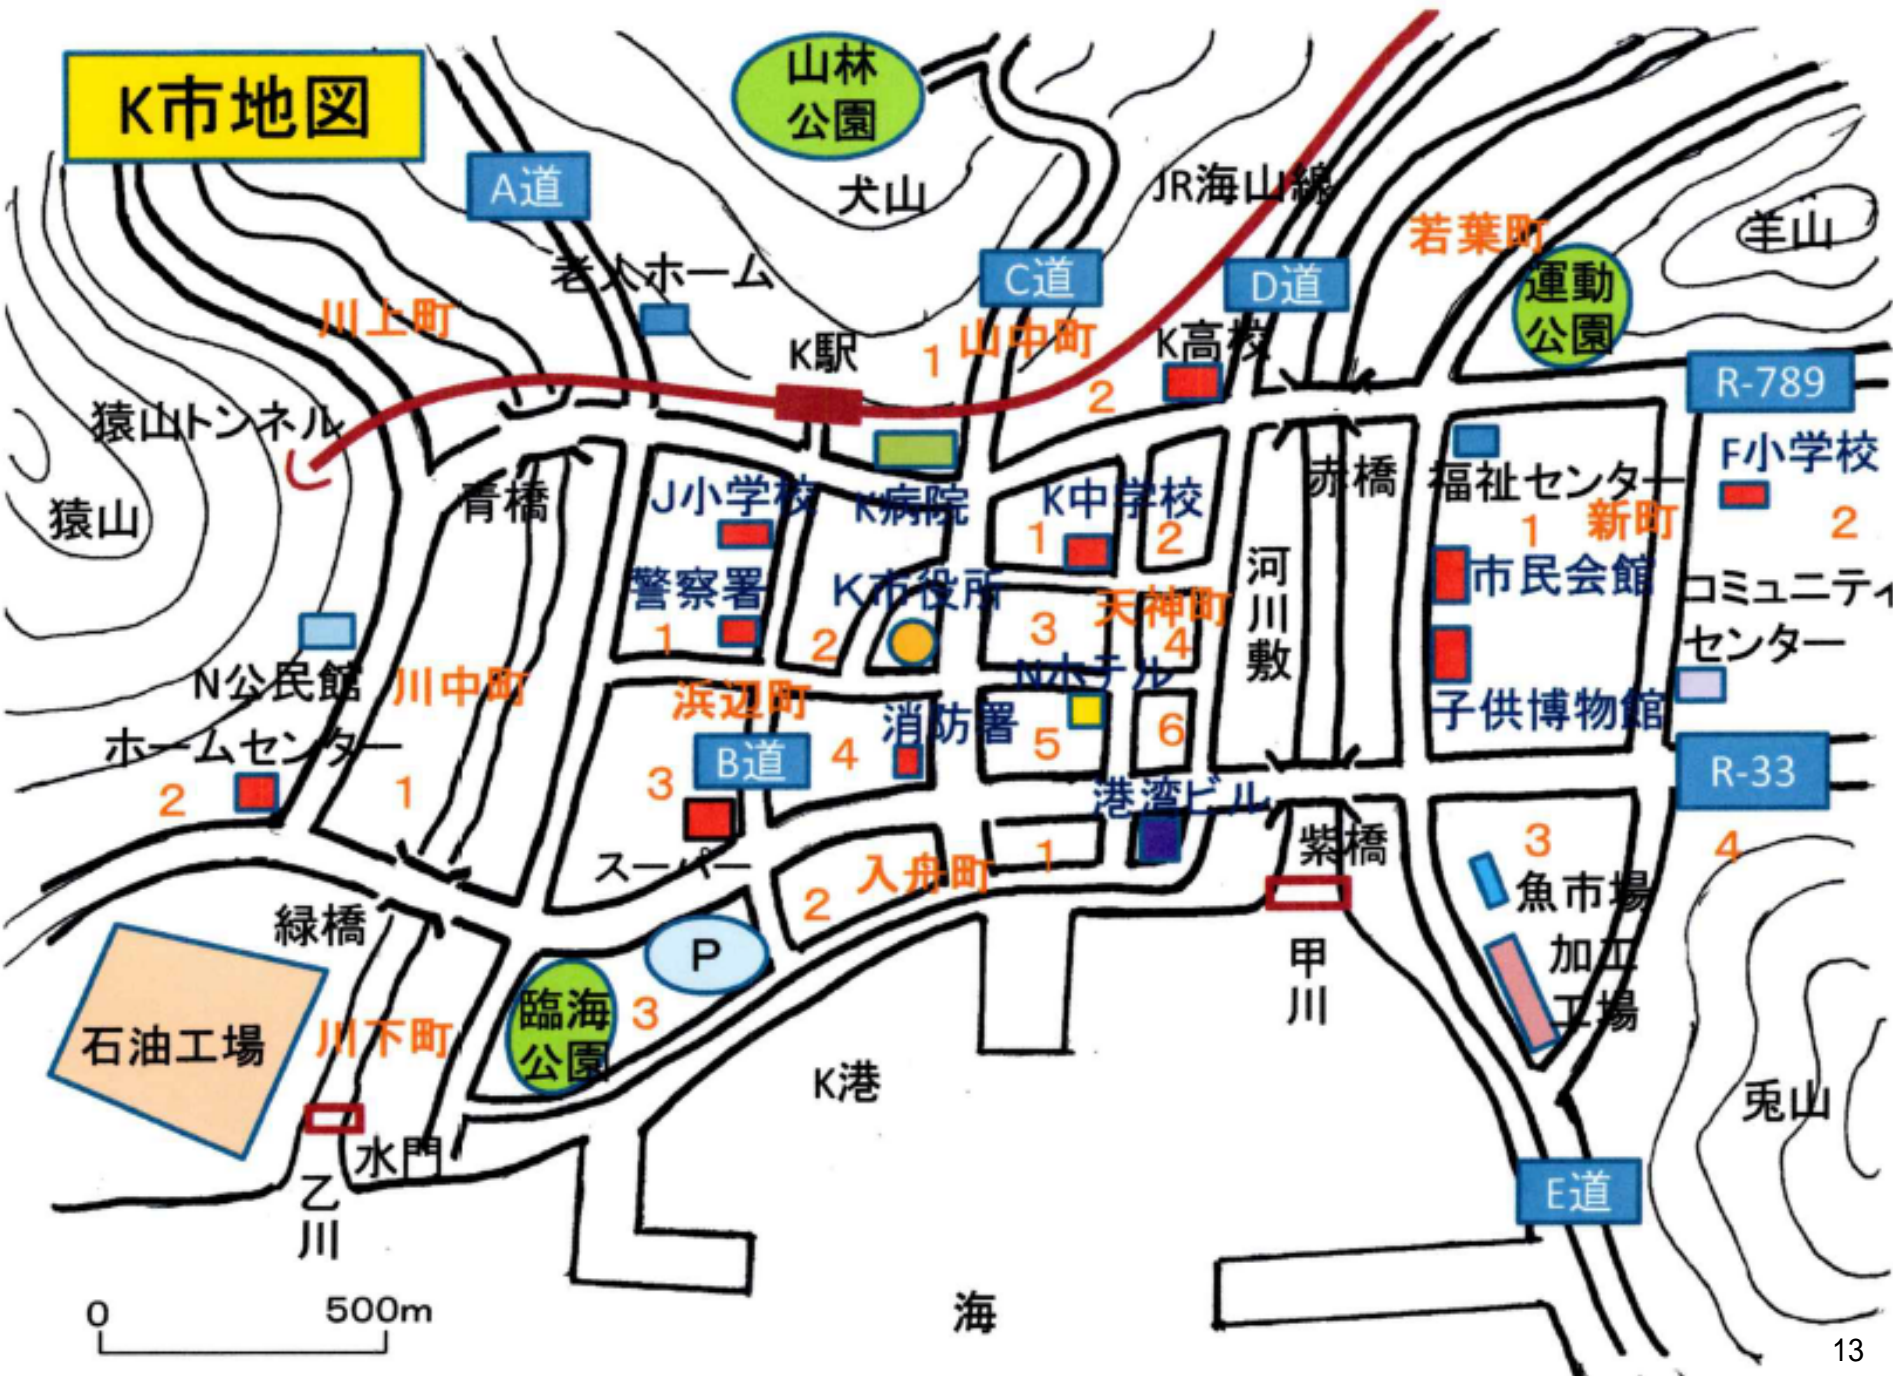 K市地図
山林
公園
A道
犬山
JR海山線
若葉町
羊山
老人ホーム
C道
D道
運動
公園
川上町
K駅
1
山中町
K高校
2
R-789
猿山トンネル
青橋
J小学校
K病院
K中学校
赤橋
福祉センター
F小学校
猿山
1
2
河川敷
1
新町
2
警察署
K市役所
市民会館
コミュニティ
センター
1
2
3
天神町
4
N公民館
川中町
浜辺町
消防署
Nホテル
子供博物館
ホームセンター
B道
4
5
6
R-33
2
1
3
港湾ビル
スーパー
入舟町
1
紫橋
3
4
魚市場
緑橋
2
P
加工
工場
甲川
石油工場
川下町
臨海
公園
3
K港
兎山
水門
乙川
E道
海
0
500m
13